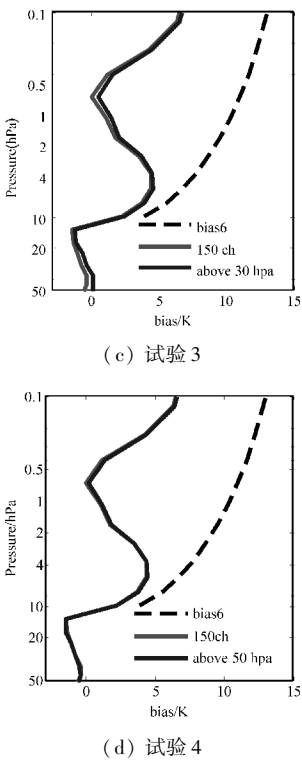 0.1
0.5
1
2
4
10
20
50
Pressure(hPa)
bias6
150 ch
above 30 hpa
0 5 10 15
bias/K
(c) 试验3
0.1
0.5
1
2
4
10
20
50
Pressure/hPa
bias6
150ch
above 50 hpa
0 5 10 15
bias/K
(d) 试验4